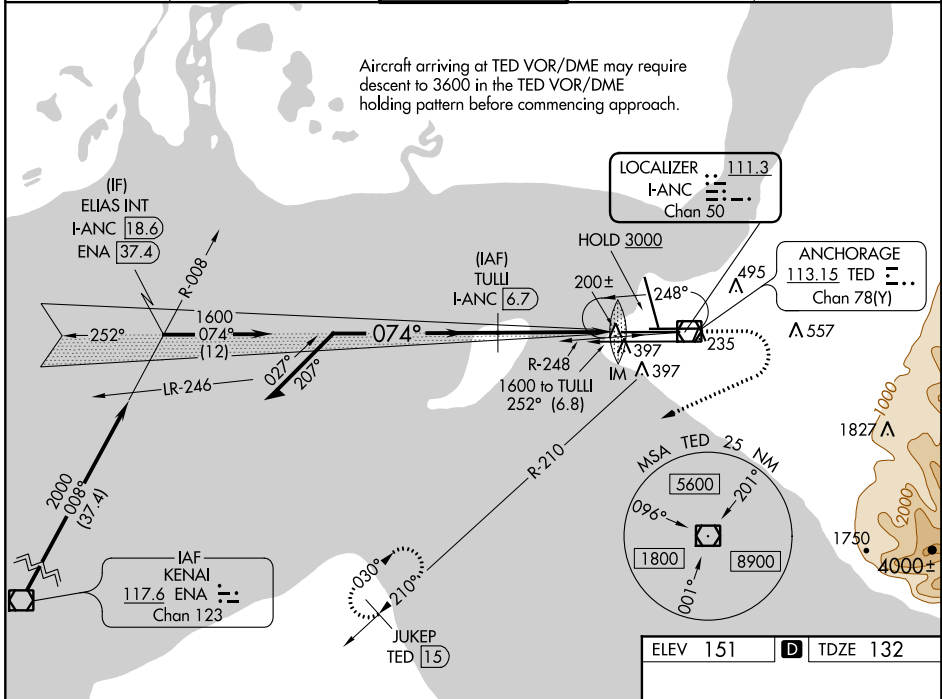 Aircraft arriving at TED VOR/DME may require
descent to 3600 in the TED VOR/DME
holding pattern before commencing approach.
LOCALIZER 111.3
I-ANC
Chan 50
(IF)
ELIAS INT
I-ANC 18.6
ENA 37.4
R-008
HOLD 3000
(IAF)
TULLI
I-ANC 6.7
ANCHORAGE
113.15 TED
Chan 78(Y)
200±
248°
495
1600
252°
074°
(12)
074°
557
235
397
397
R-248
IM
1600 to TULLI
252° (6.8)
027°
207°
LR-246
R-210
1000
1827
2000
1750
4000±
MSA TED 25 NM
5600
201°
096°
1800
8900
001°
2000
008°
(37.4)
IAF
KENAI
117.6 ENA
Chan 123
030°
210°
JUKEP
TED 15
ELEV 151 D TDZE 132